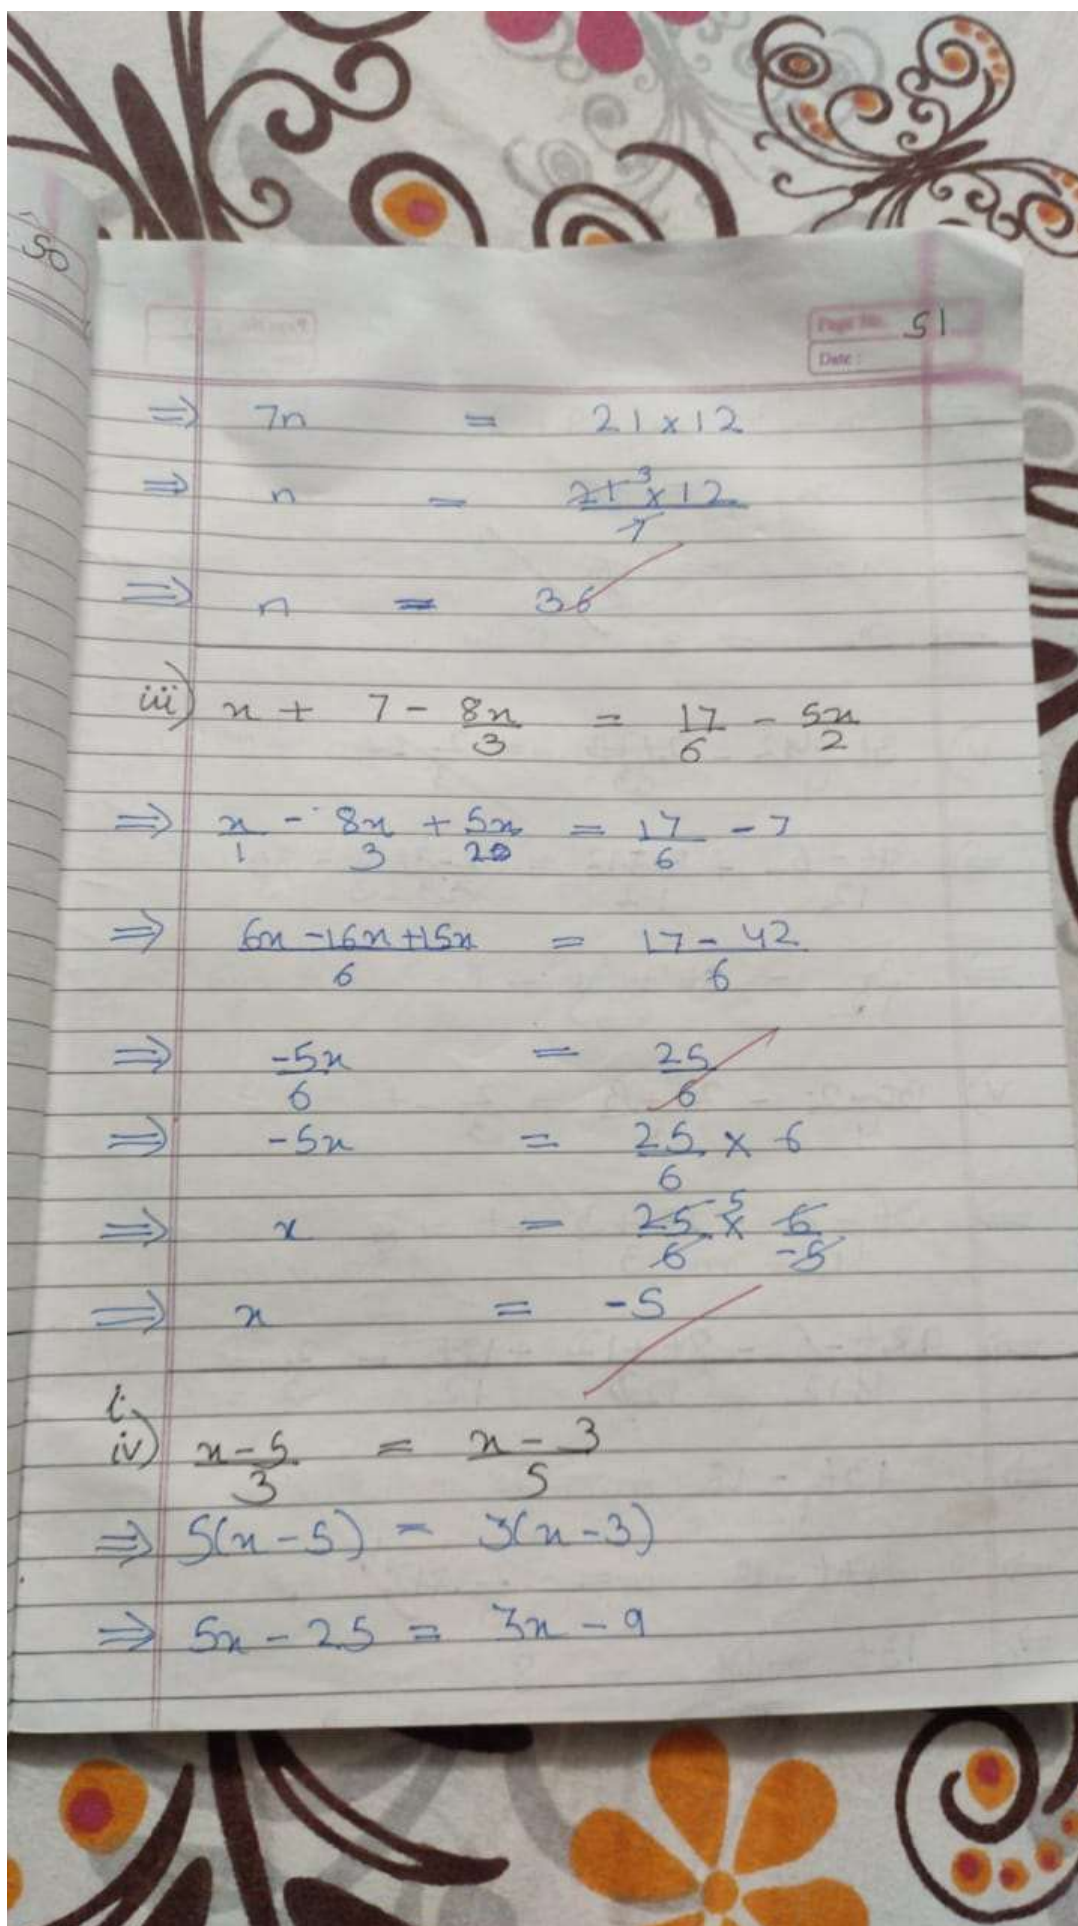 50
Page No. 51
Date :
⇒ 7n = 21 x 12
⇒ n = 21³ x 12 / 7
⇒ n = 36
iii) x + 7 - 8x/3 = 17/6 - 5x/2
⇒ x/1 - 8x/3 + 5x/2 = 17/6 - 7
⇒ 6x - 16x + 15x / 6 = 17 - 42 / 6
⇒ -5x/6 = 25/6
⇒ -5x = 25/6 x 6
⇒ x = 25⁵/6 x 6/-5
⇒ x = -5
iv) x - 5 / 3 = x - 3 / 5
⇒ 5(x - 5) = 3(x - 3)
⇒ 5x - 25 = 3x - 9